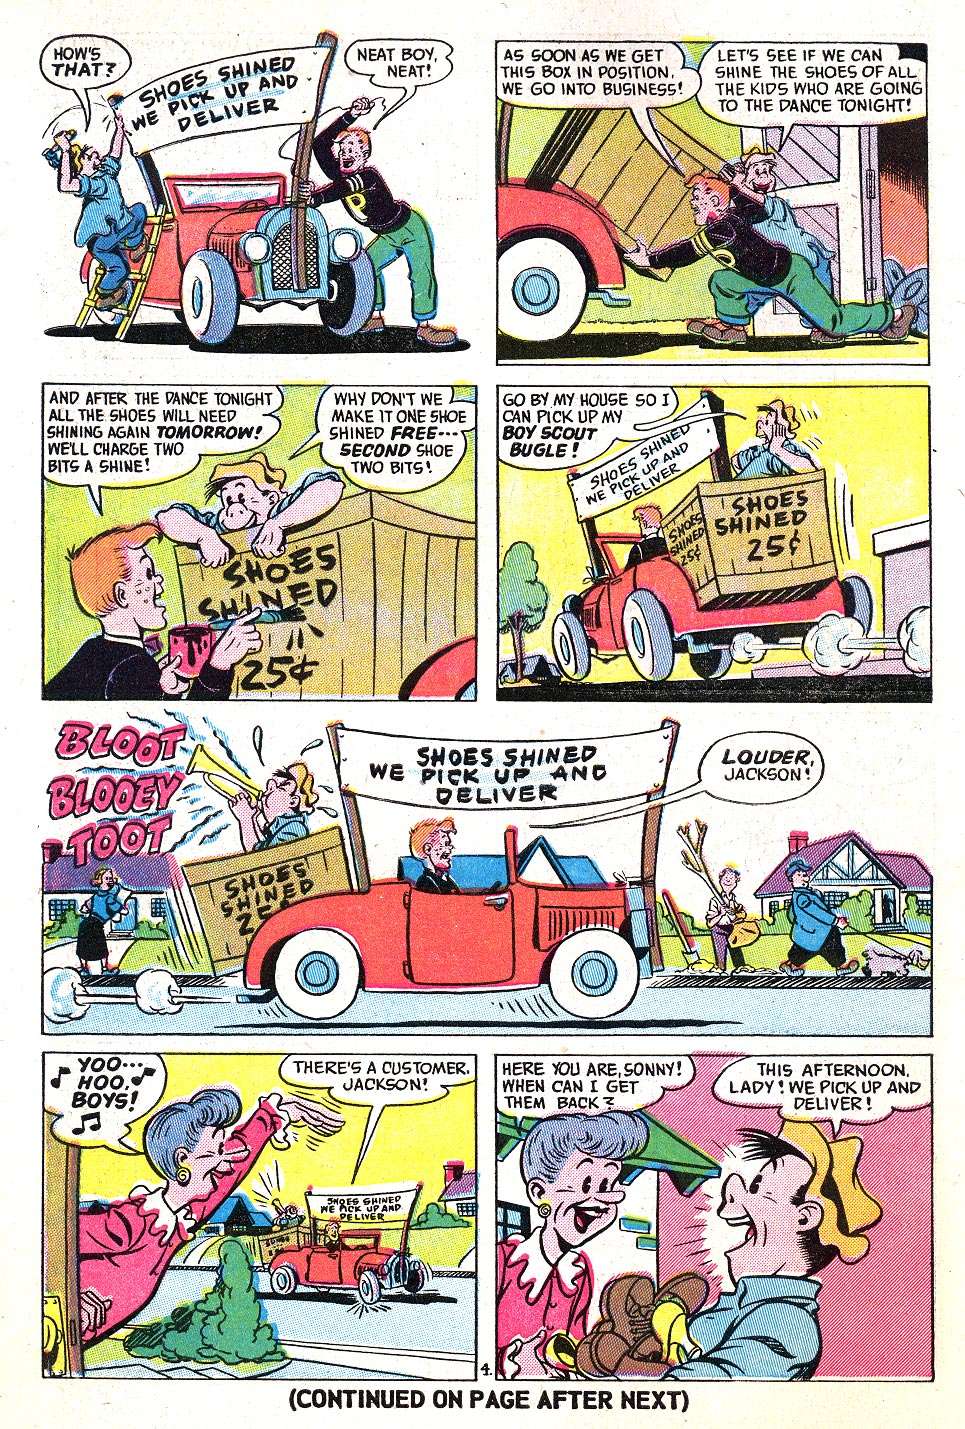 HOW'S
THAT?
SHOES SHINED
WE PICK UP AND
DELIVER
NEAT BOY,
NEAT!
P
AS SOON AS WE GET
THIS BOX IN POSITION,
WE GO INTO BUSINESS!
LET'S SEE IF WE CAN
SHINE THE SHOES OF ALL
THE KIDS WHO ARE GOING
TO THE DANCE TONIGHT!
AND AFTER THE DANCE TONIGHT
ALL THE SHOES WILL NEED
SHINING AGAIN TOMORROW!
WE'LL CHARGE TWO
BITS A SHINE!
WHY DON'T WE
MAKE IT ONE SHOE
SHINED FREE---
SECOND SHOE
TWO BITS!
SHOES
SHINED
25¢
GO BY MY HOUSE SO I
CAN PICK UP MY
BOY SCOUT
BUGLE!
SHOES SHINED
WE PICK UP AND
DELIVER
SHOES
SHINED
25¢
SHOES
SHINED
25¢
BLOOT
BLOOEY
TOOT
SHOES SHINED
WE PICK UP AND
DELIVER
LOUDER,
JACKSON!
SHOES
SHINED
25¢
YOO---
HOO,
BOYS!
THERE'S A CUSTOMER,
JACKSON!
SHOES SHINED
WE PICK UP AND
DELIVER
HERE YOU ARE, SONNY!
WHEN CAN I GET
THEM BACK?
THIS AFTERNOON,
LADY! WE PICK UP AND
DELIVER!
4.
(CONTINUED ON PAGE AFTER NEXT)